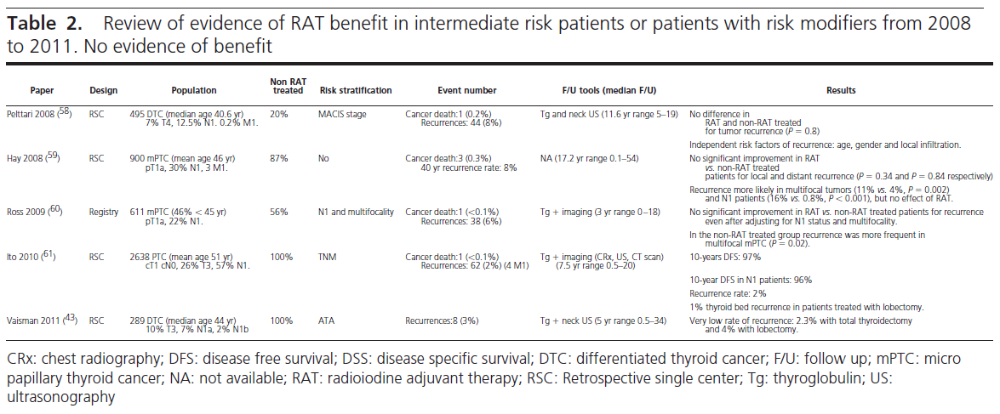 Table 2. Review of evidence of RAT benefit in intermediate risk patients or patients with risk modifiers from 2008
to 2011. No evidence of benefit
Paper Design Population Non RAT treated Risk stratification Event number F/U tools (median F/U) Results
Pelttari 2008 (58) RSC 495 DTC (median age 40.6 yr) 20% MACIS stage Cancer death:1 (0.2%) Tg and neck US (11.6 yr range 5–19) No difference in
7% T4, 12.5% N1. 0.2% M1. Recurrences: 44 (8%) RAT and non-RAT treated
for tumor recurrence (P = 0.8)
Independent risk factors of recurrence: age, gender and local infiltration.
Hay 2008 (59) RSC 900 mPTC (mean age 46 yr) 87% No Cancer death:3 (0.3%) NA (17.2 yr range 0.1–54) No significant improvement in RAT
pT1a, 30% N1, 3 M1. 40 yr recurrence rate: 8% vs. non-RAT treated
patients for local and distant recurrence (P = 0.34 and P = 0.84 respectively)
Recurrence more likely in multifocal tumors (11% vs. 4%, P = 0.002)
and N1 patients (16% vs. 0.8%, P < 0.001), but no effect of RAT.
Ross 2009 (60) Registry 611 mPTC (46% < 45 yr) 56% N1 and multifocality Cancer death:1 (<0.1%) Tg + imaging (3 yr range 0–18) No significant improvement in RAT vs. non-RAT treated patients for recurrence
pT1a, 22% N1. Recurrences: 38 (6%) even after adjusting for N1 status and multifocality.
In the non-RAT treated group recurrence was more frequent in
multifocal mPTC (P = 0.02).
Ito 2010 (61) RSC 2638 PTC (mean age 51 yr) 100% TNM Cancer death:1 (<0.1%) Tg + imaging (CRx, US, CT scan) 10-years DFS: 97%
cT1 cN0, 26% T3, 57% N1. Recurrences: 62 (2%) (4 M1) (7.5 yr range 0.5–20)
10-year DFS in N1 patients: 96%
Recurrence rate: 2%
1% thyroid bed recurrence in patients treated with lobectomy.
Vaisman 2011 (43) RSC 289 DTC (median age 44 yr) 100% ATA Recurrences:8 (3%) Tg + neck US (5 yr range 0.5–34) Very low rate of recurrence: 2.3% with total thyroidectomy
10% T3, 7% N1a, 2% N1b and 4% with lobectomy.
CRx: chest radiography; DFS: disease free survival; DSS: disease specific survival; DTC: differentiated thyroid cancer; F/U: follow up; mPTC: micro
papillary thyroid cancer; NA: not available; RAT: radioiodine adjuvant therapy; RSC: Retrospective single center; Tg: thyroglobulin; US:
ultrasonography